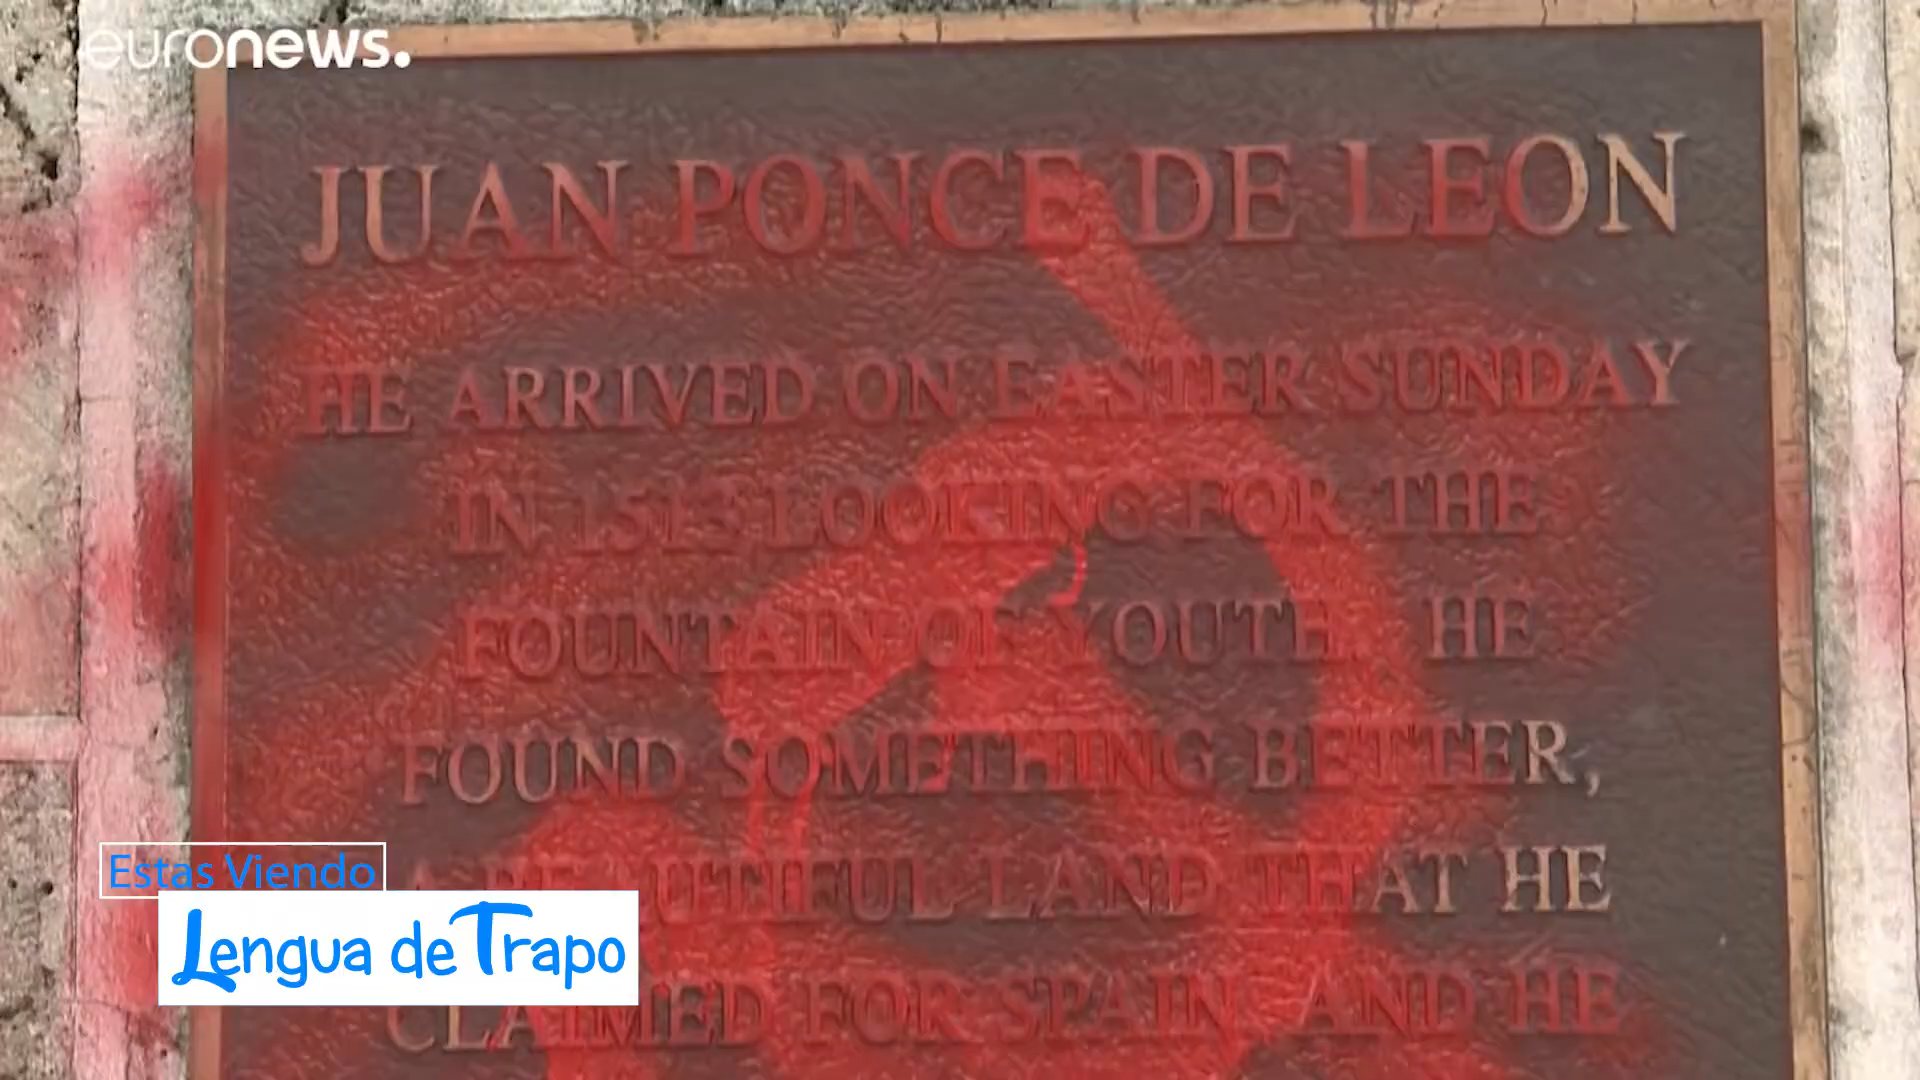 euronews.
JUAN PONCE DE LEON
HE ARRIVED ON EASTER SUNDAY
IN 1513 LOOKING FOR THE
FOUNTAIN OF YOUTH. HE
FOUND SOMETHING BETTER,
A BEAUTIFUL LAND THAT HE
CLAIMED FOR SPAIN AND HE
Estas Viendo
Lengua de Trapo